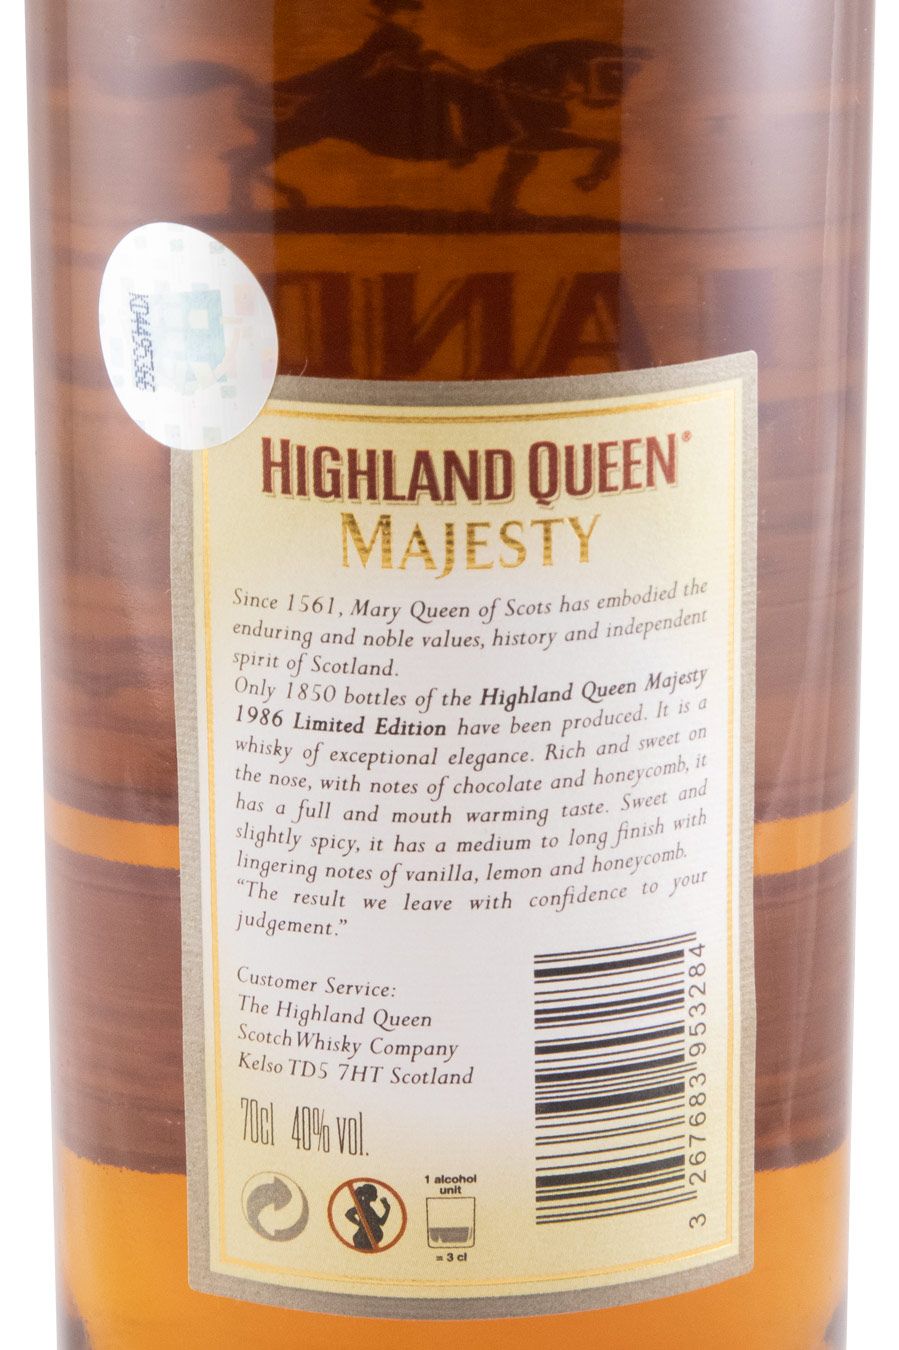 HIGHLAND QUEEN®
MAJESTY
Since 1561, Mary Queen of Scots has embodied the
enduring and noble values, history and independent
spirit of Scotland.
Only 1850 bottles of the Highland Queen Majesty
1986 Limited Edition have been produced. It is a
whisky of exceptional elegance. Rich and sweet on
the nose, with notes of chocolate and honeycomb, it
has a full and mouth warming taste. Sweet and
slightly spicy, it has a medium to long finish with
lingering notes of vanilla, lemon and honeycomb.
“The result we leave with confidence to your
judgement.”
Customer Service:
The Highland Queen
Scotch Whisky Company
Kelso TD5 7HT Scotland
70cl 40% vol.
1 alcohol
unit
= 3 cl
3 267683 953284